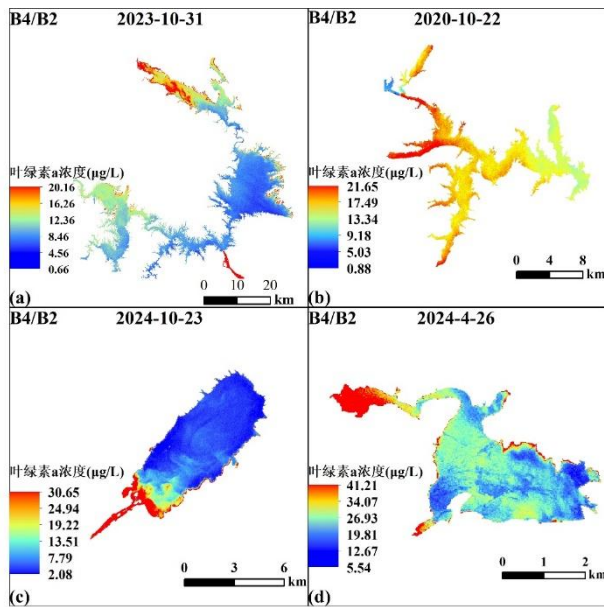 B4/B2 2023-10-31
叶绿素a浓度(μg/L)
20.16
16.26
12.36
8.46
4.56
0.66
0 10 20
km
(a)
B4/B2 2020-10-22
叶绿素a浓度(μg/L)
21.65
17.49
13.34
9.18
5.03
0.88
0 4 8
km
(b)
B4/B2 2024-10-23
叶绿素a浓度(μg/L)
30.65
24.94
19.22
13.51
7.79
2.08
0 3 6
km
(c)
B4/B2 2024-4-26
叶绿素a浓度(μg/L)
41.21
34.07
26.93
19.81
12.67
5.54
0 1 2
km
(d)